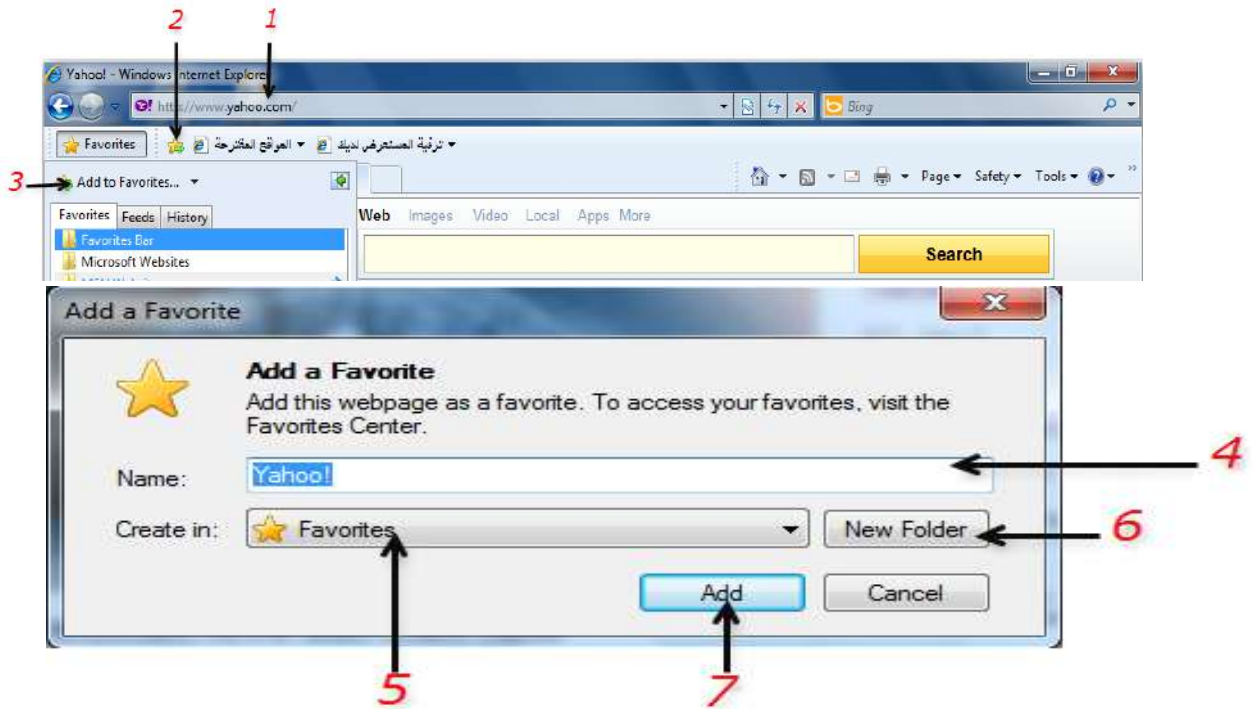 2 1
Yahoo! - Windows Internet Explorer
http://www.yahoo.com/ Bing
Favorites المواقع المقترحة ترقية المستعرض لديك
3 Add to Favorites... Page Safety Tools
Favorites Feeds History Web Images Video Local Apps More
Favorites Bar
Microsoft Websites Search
Add a Favorite
Add a Favorite
Add this webpage as a favorite. To access your favorites, visit the
Favorites Center.
Name: Yahoo! 4
Create in: Favorites New Folder 6
Add Cancel
5 7